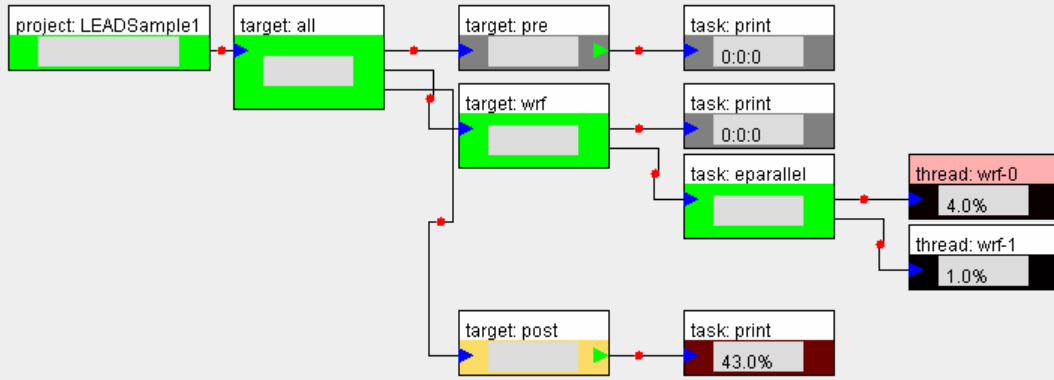 project: LEADSample1
target: all
target: pre
task: print
0:0:0
target: wrf
task: print
0:0:0
task: eparallel
thread: wrf-0
4.0%
thread: wrf-1
1.0%
target: post
task: print
43.0%